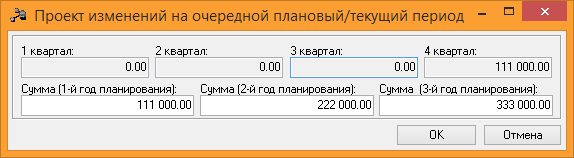 Проект изменений на очередной плановый/текущий период
1 квартал: 2 квартал: 3 квартал: 4 квартал:
0.00 0.00 0.00 111 000.00
Сумма (1-й год планирования): Сумма (2-й год планирования): Сумма (3-й год планирования):
111 000.00 222 000.00 333 000.00
OK Отмена